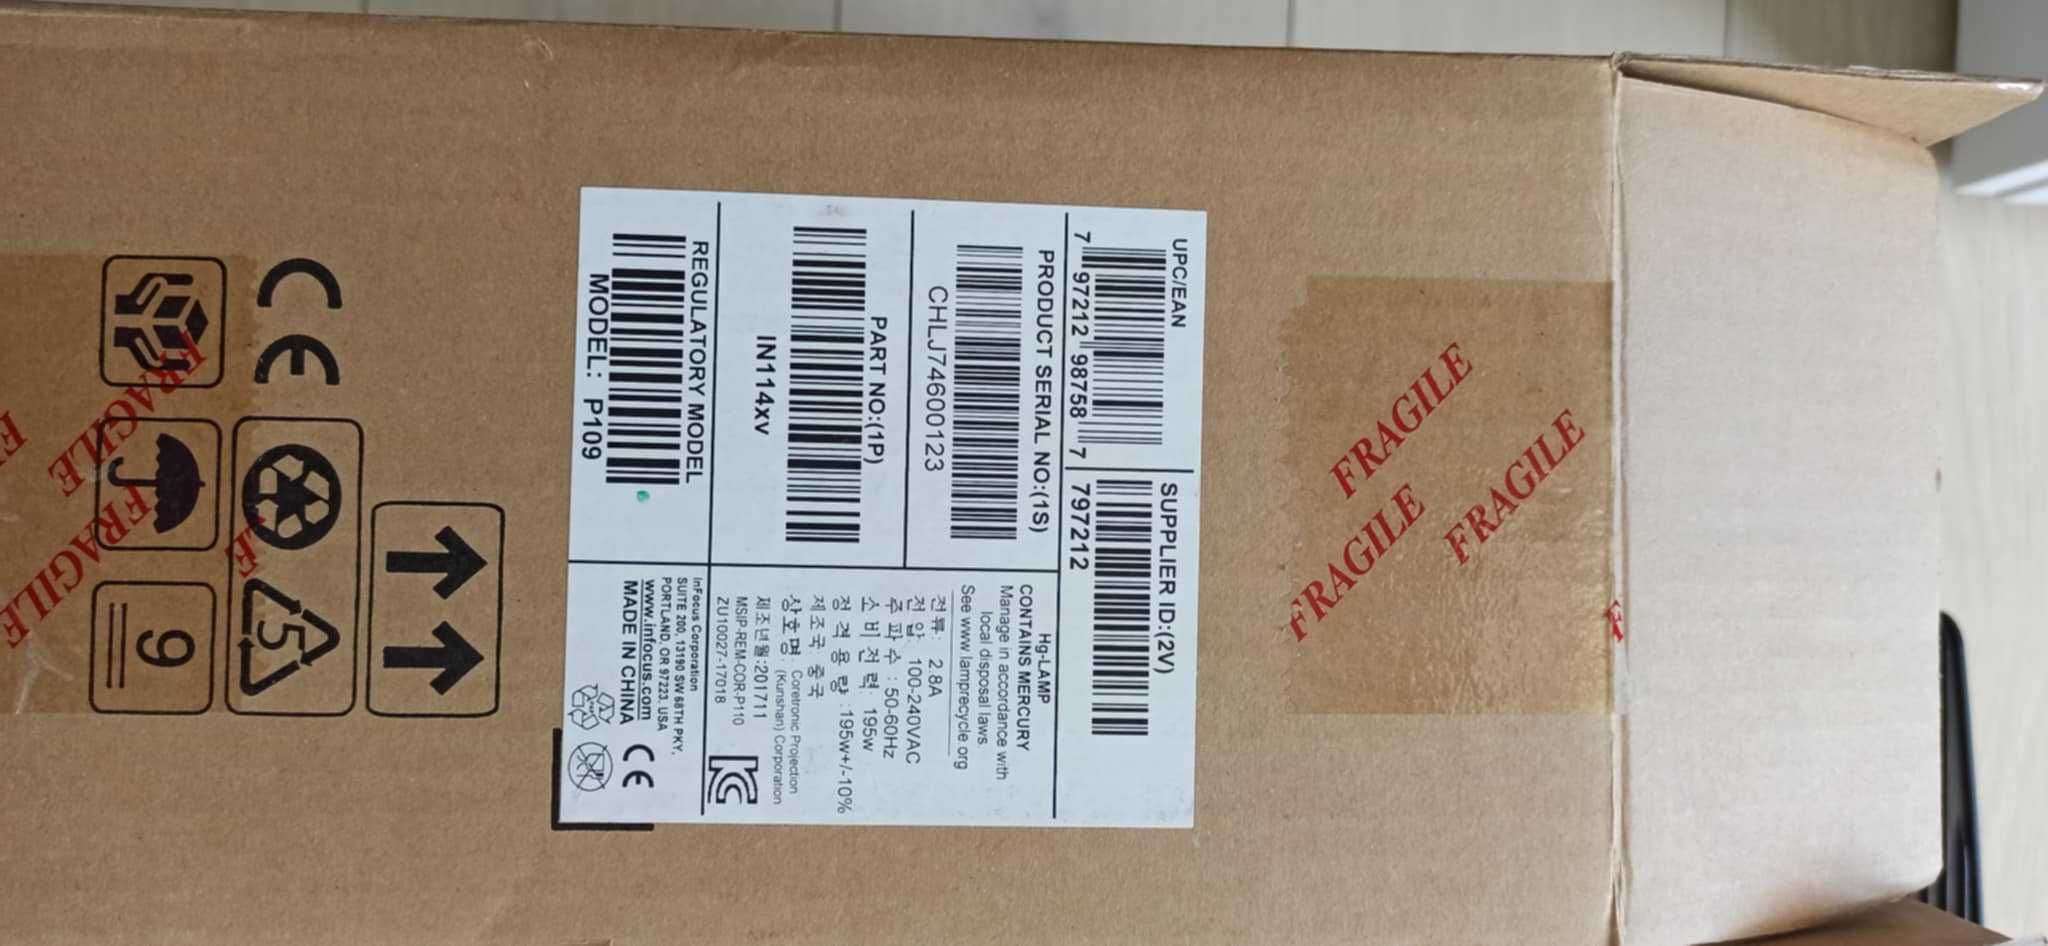 UPC/EAN
7 97212 98758 7
SUPPLIER ID:(2V)
797212
PRODUCT SERIAL NO:(1S)
CHLJ74600123
PART NO:(1P)
IN114xv
REGULATORY MODEL
MODEL: P109
Hg-LAMP
CONTAINS MERCURY
Manage in accordance with
local disposal laws.
See www.lamprecycle.org
전류: 2.8A
전압: 100-240VAC
주파수: 50-60Hz
소비전력: 195w
정격용량:195w+/-10%
제조국 중국
상호명: Coretronic Projection
(Kunshan) Corporation
제조년월:201711
MSIP-REM-COR-P110
ZU10027-17018
InFocus Corporation
SUITE 200, 13190 SW 68TH PKY,
PORTLAND, OR 97223, USA
www.infocus.com
MADE IN CHINA
CE
CE
5
9
FRAGILE
FRAGILE
FRAGILE
FRAGILE
FRAGILE
FRAGILE